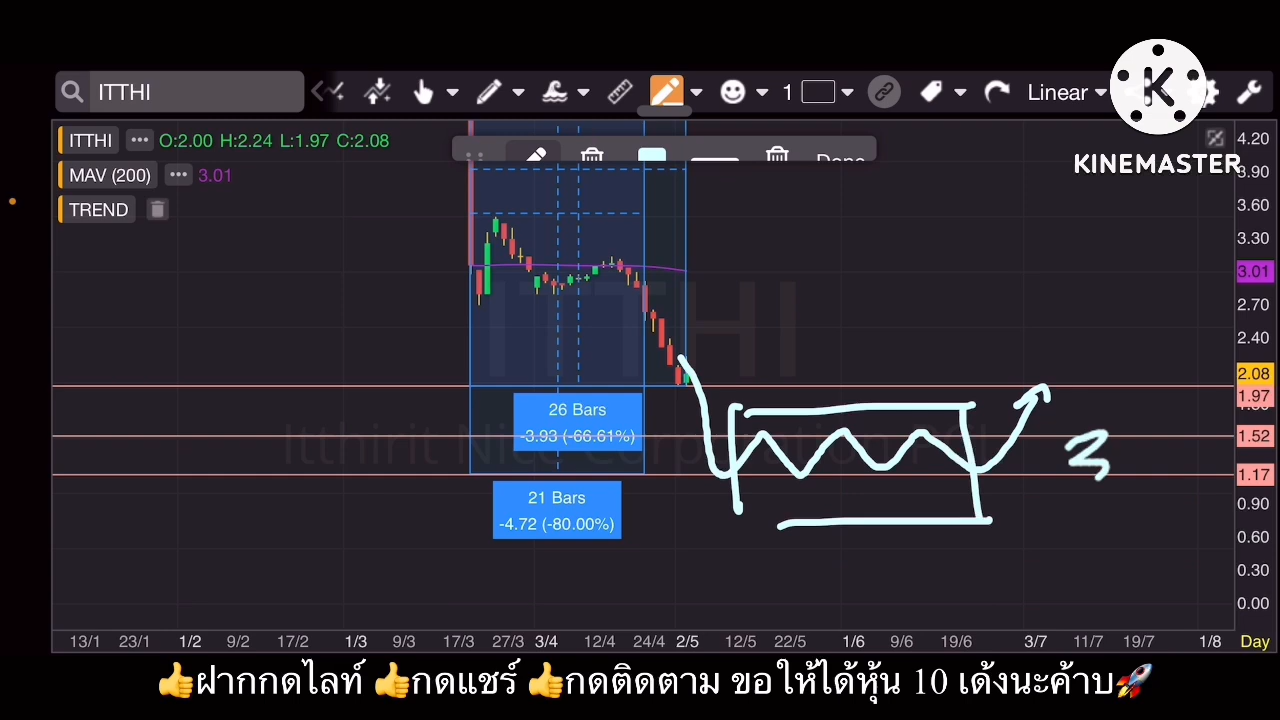 ITTHI
1
Linear
KINEMASTER
ITTHI ••• O:2.00 H:2.24 L:1.97 C:2.08
MAV (200) ••• 3.01
TREND
Done
4.20
3.90
3.60
3.30
3.01
2.70
2.40
2.08
1.97
1.52
1.17
0.90
0.60
0.30
0.00
ITTHI
26 Bars
-3.93 (-66.61%)
21 Bars
-4.72 (-80.00%)
3
13/1 23/1 1/2 9/2 17/2 1/3 9/3 17/3 27/3 3/4 12/4 24/4 2/5 12/5 22/5 1/6 9/6 19/6 3/7 11/7 19/7 1/8 Day
👍ฝากกดไลท์ 👍กดแชร์ 👍กดติดตาม ขอให้ได้หุ้น 10 เด้งนะค้าบ🚀